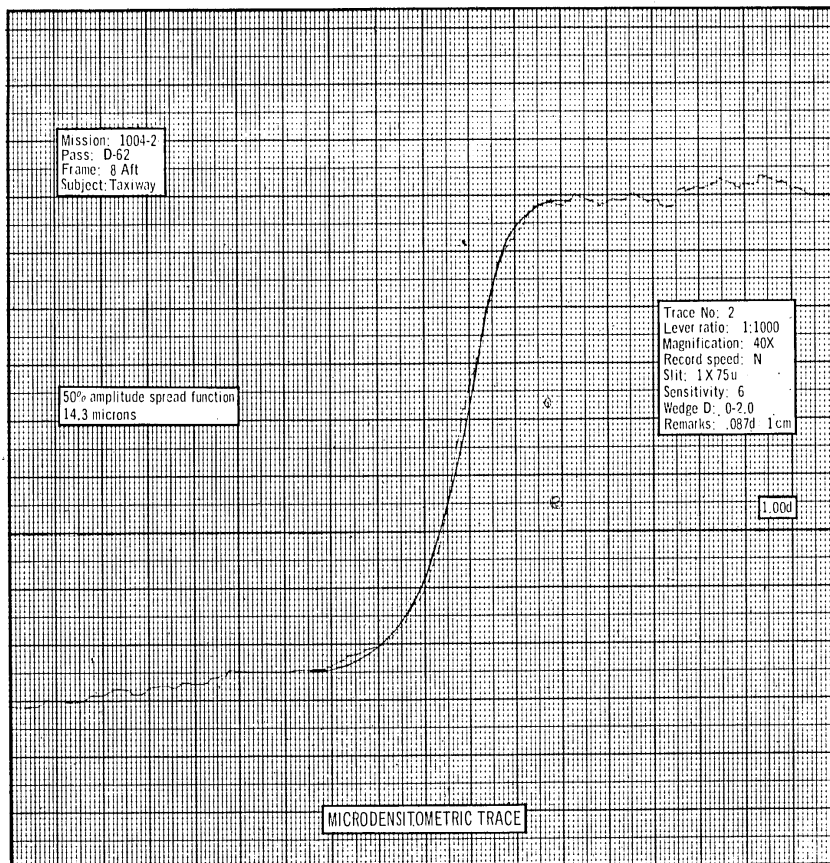 Mission: 1004-2
Pass: D-62
Frame: 8 Aft
Subject: Taxiway
Trace No: 2
Lever ratio: 1:1000
Magnification: 40X
Record speed: N
Slit: 1 X 75u
Sensitivity: 6
Wedge D: 0-2.0
Remarks: .087d 1 cm
50% amplitude spread function
14.3 microns
1.00d
MICRODENSITOMETRIC TRACE